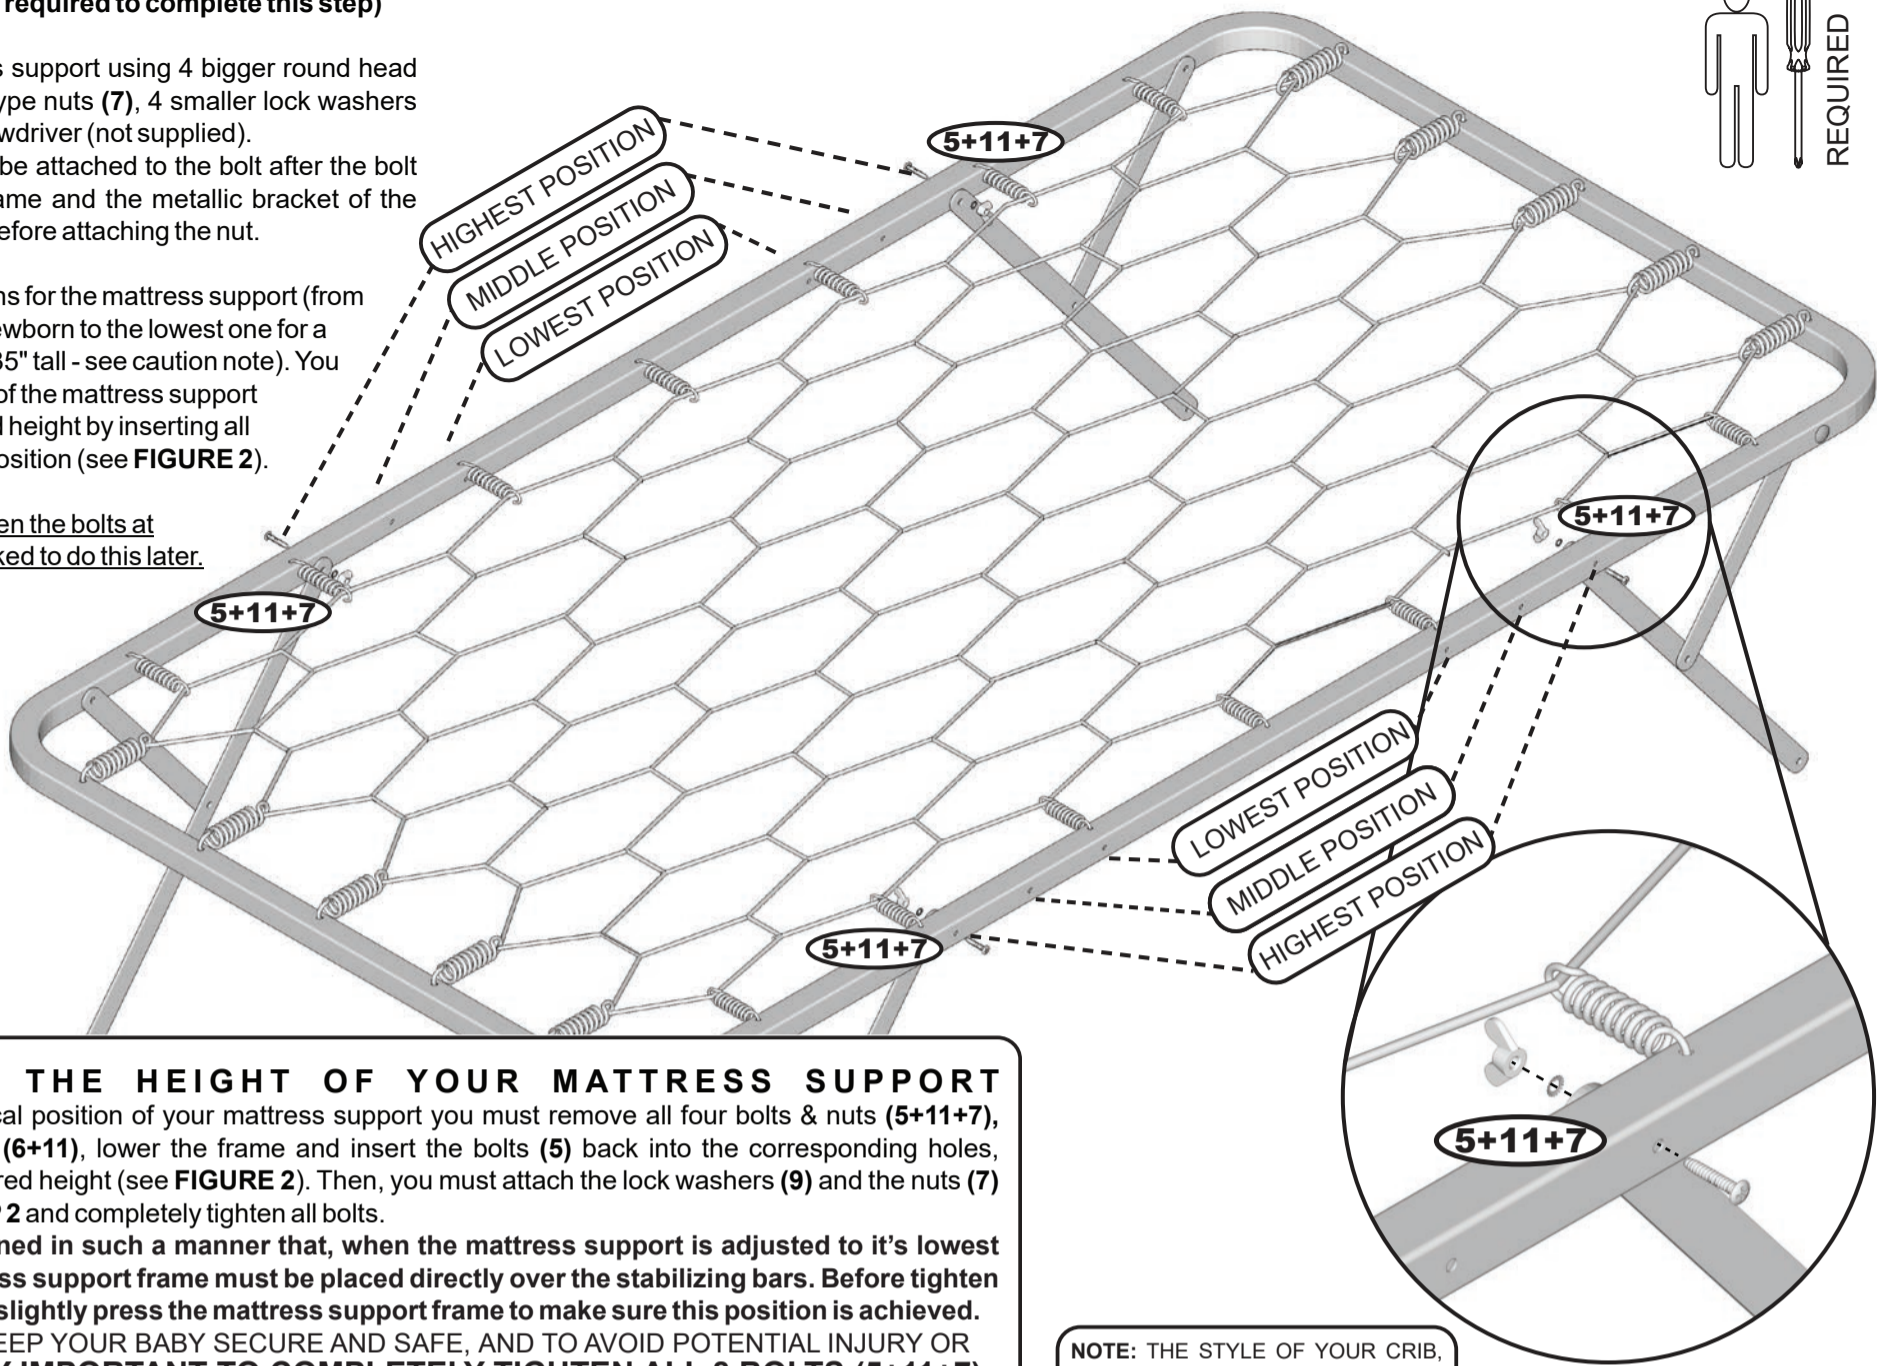 required to complete this step)
support using 4 bigger round head
ype nuts (7), 4 smaller lock washers
wdriver (not supplied).
be attached to the bolt after the bolt
ame and the metallic bracket of the
efore attaching the nut.
ns for the mattress support (from
ewborn to the lowest one for a
35" tall - see caution note). You
of the mattress support
height by inserting all
osition (see FIGURE 2).
en the bolts at
ked to do this later.
REQUIRED
HIGHEST POSITION
MIDDLE POSITION
LOWEST POSITION
5+11+7
5+11+7
5+11+7
5+11+7
LOWEST POSITION
MIDDLE POSITION
HIGHEST POSITION
5+11+7
THE HEIGHT OF YOUR MATTRESS SUPPORT
cal position of your mattress support you must remove all four bolts & nuts (5+11+7),
(6+11), lower the frame and insert the bolts (5) back into the corresponding holes,
red height (see FIGURE 2). Then, you must attach the lock washers (9) and the nuts (7)
2 and completely tighten all bolts.
ned in such a manner that, when the mattress support is adjusted to it's lowest
ss support frame must be placed directly over the stabilizing bars. Before tighten
slightly press the mattress support frame to make sure this position is achieved.
EEP YOUR BABY SECURE AND SAFE, AND TO AVOID POTENTIAL INJURY OR
IMPORTANT TO COMPLETELY TIGHTEN ALL 8 BOLTS (5+11+7)
NOTE: THE STYLE OF YOUR CRIB,